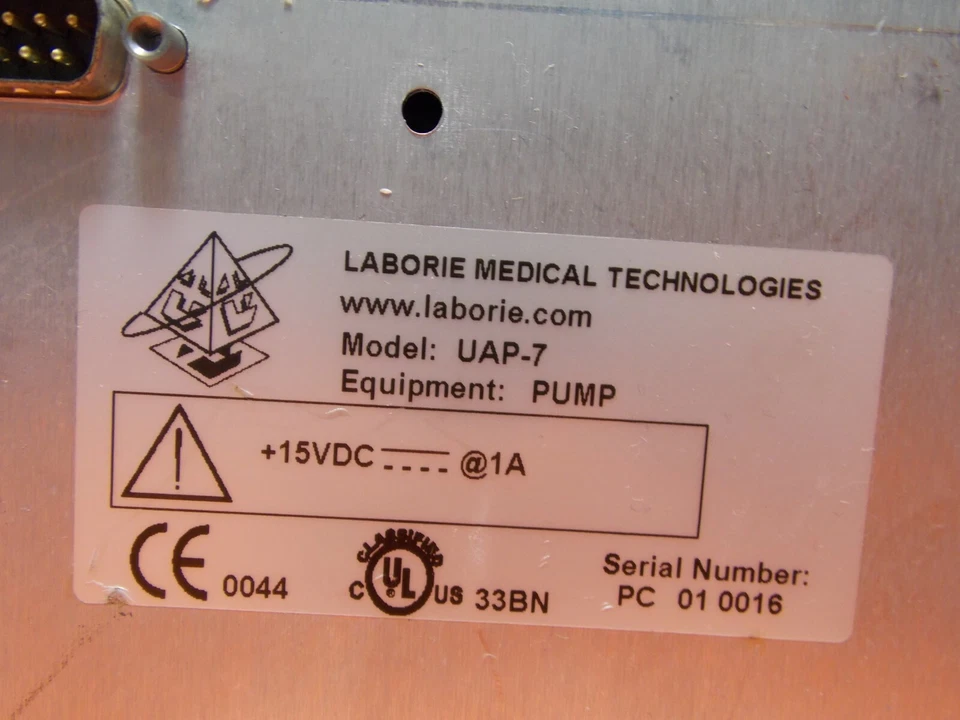 LABORIE MEDICAL TECHNOLOGIES
www.laborie.com
Model: UAP-7
Equipment: PUMP
+15VDC @1A
CE 0044
CLASSIFIED
C UL US 33BN
Serial Number:
PC 01 0016